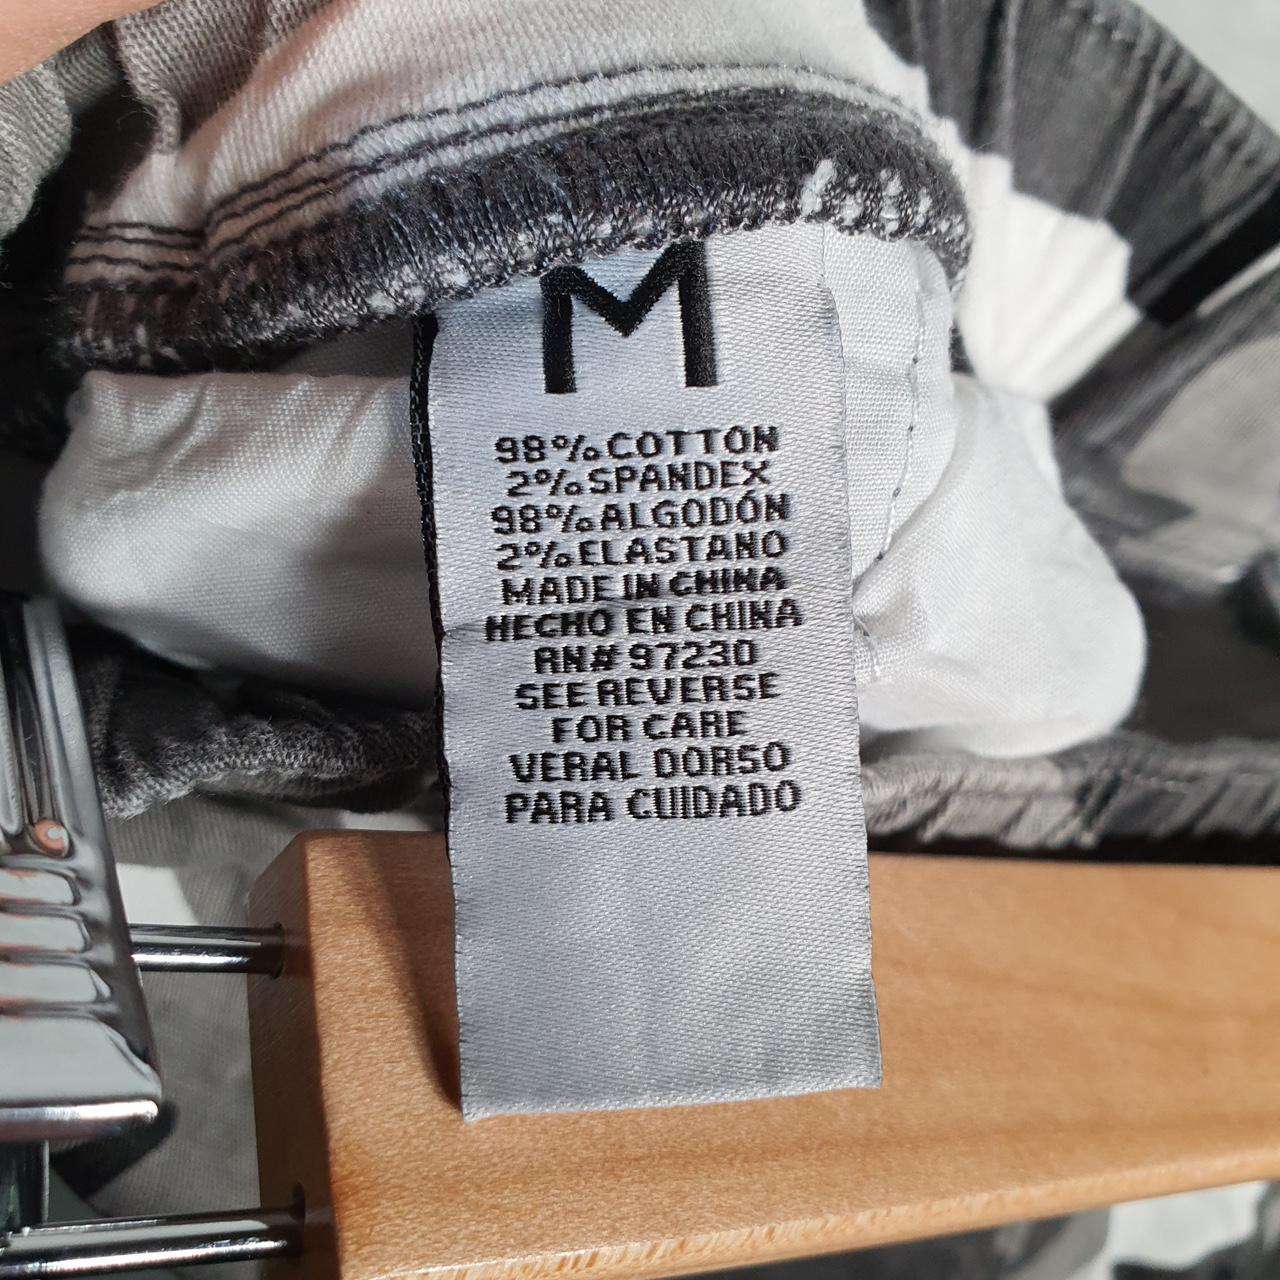 M
98% COTTON
2% SPANDEX
98% ALGODÓN
2% ELASTANO
MADE IN CHINA
HECHO EN CHINA
RN# 97230
SEE REVERSE
FOR CARE
VERAL DORSO
PARA CUIDADO